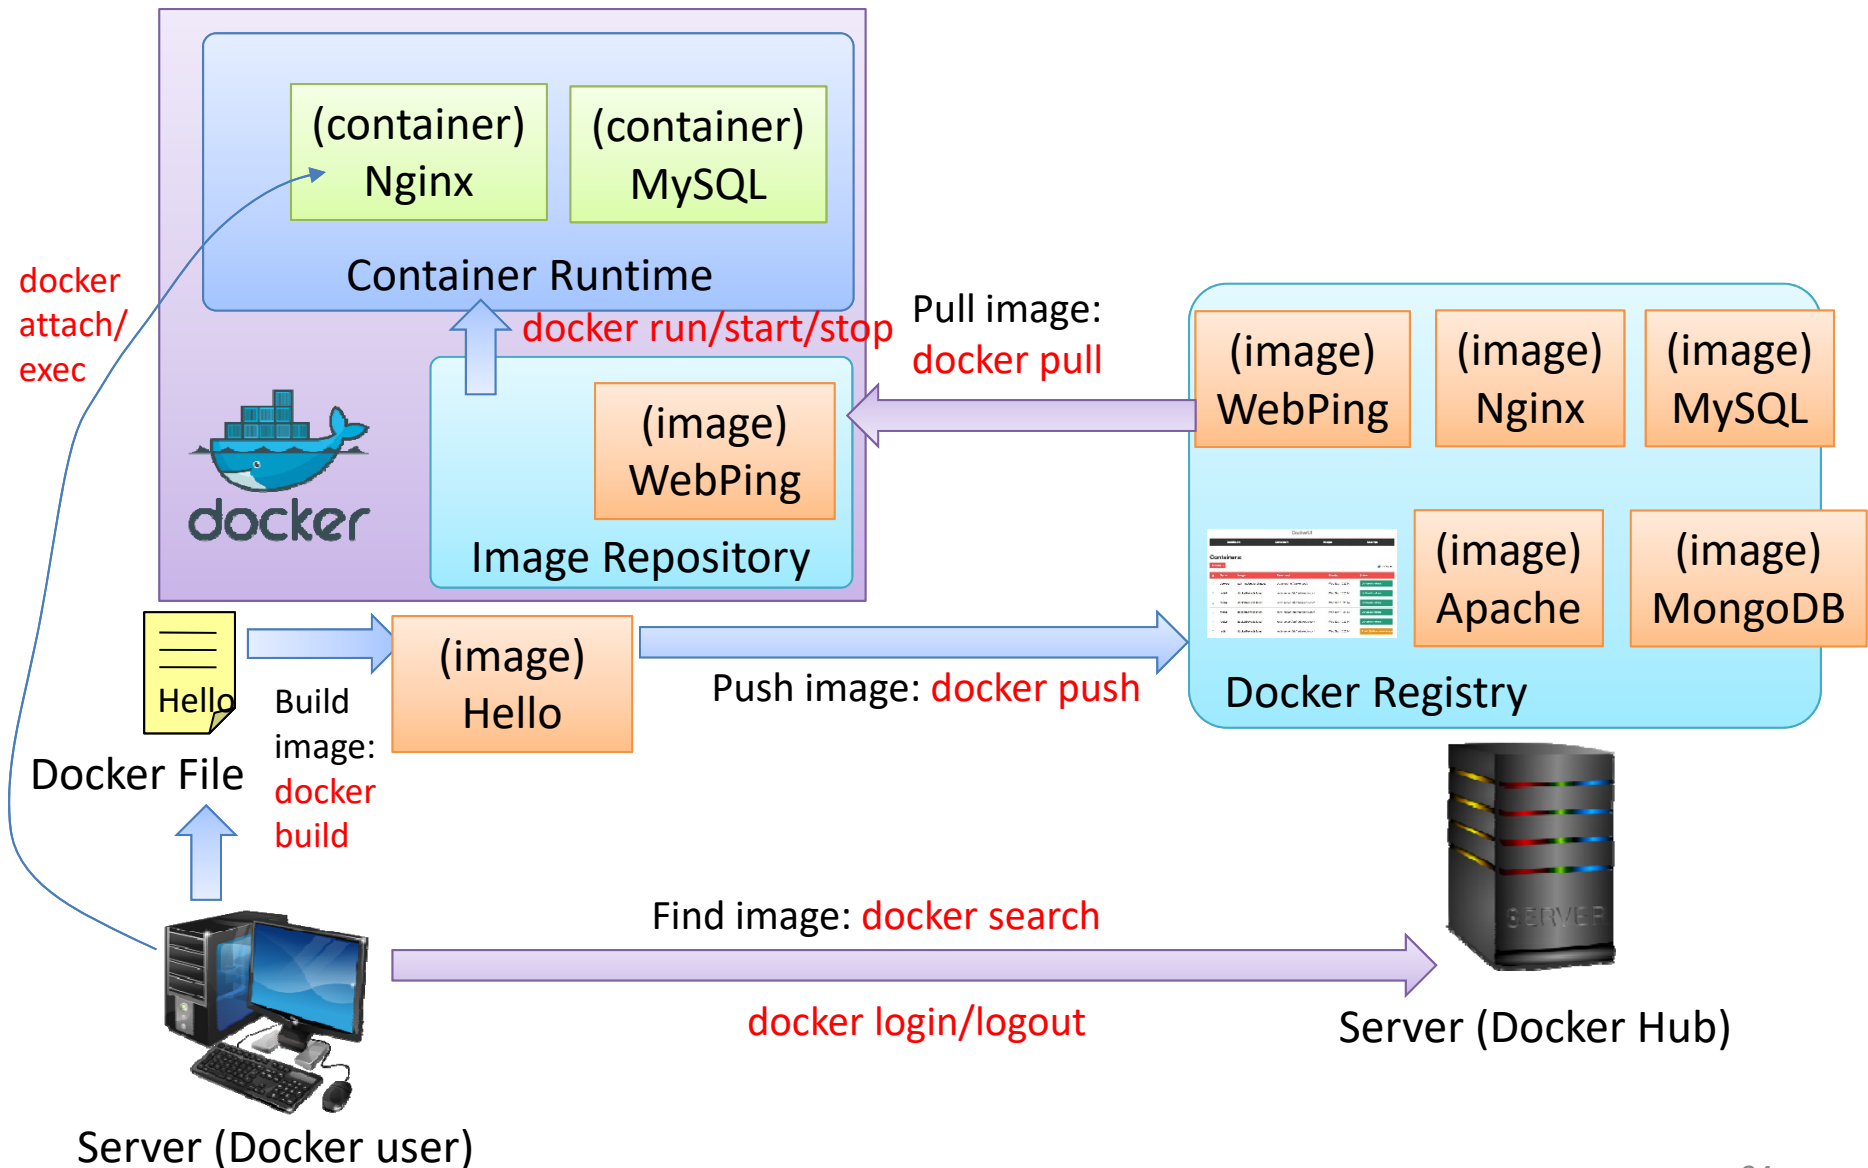 (container)
Nginx
(container)
MySQL
Container Runtime
docker
attach/
exec
docker run/start/stop
Pull image:
docker pull
(image)
WebPing
(image)
Nginx
(image)
MySQL
(image)
WebPing
docker
Image Repository
Containers:
(image)
Apache
(image)
MongoDB
Docker Registry
Hello
Docker File
Build
image:
docker
build
(image)
Hello
Push image: docker push
SERVER
Find image: docker search
docker login/logout
Server (Docker Hub)
Server (Docker user)